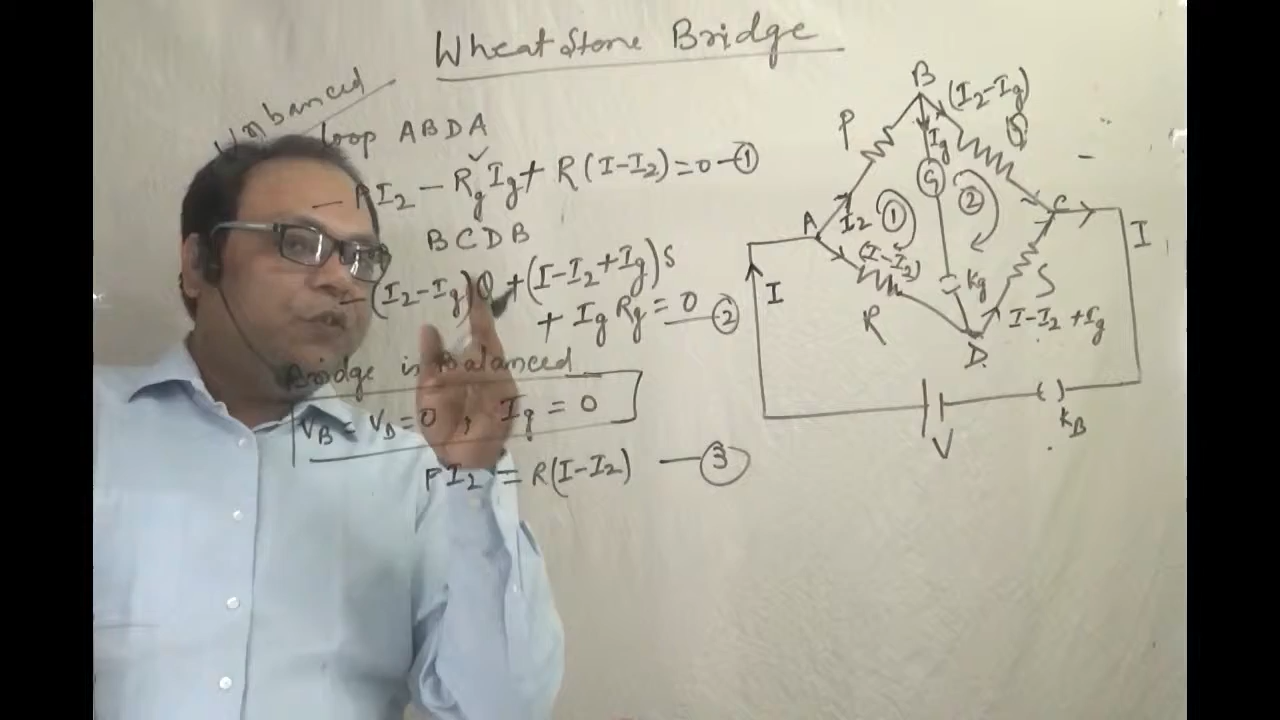 WheatStone Bridge
Unbanced
loop ABDA
- PI2 - RgIg + R(I-I2)=0 - 1
BCDB
- (I2-Ig)Q + (I-I2+Ig)S
+ IgRg = 0 - 2
Bridge is Balanced
VB = VD = 0, Ig = 0
PI2 = R(I-I2) - 3
B
(I2-Ig)
P
Ig
Q
G
A
I2
1
2
C
I
(I-I2)
I
Kg
S
R
I-I2+Ig
D
V
( )
KB